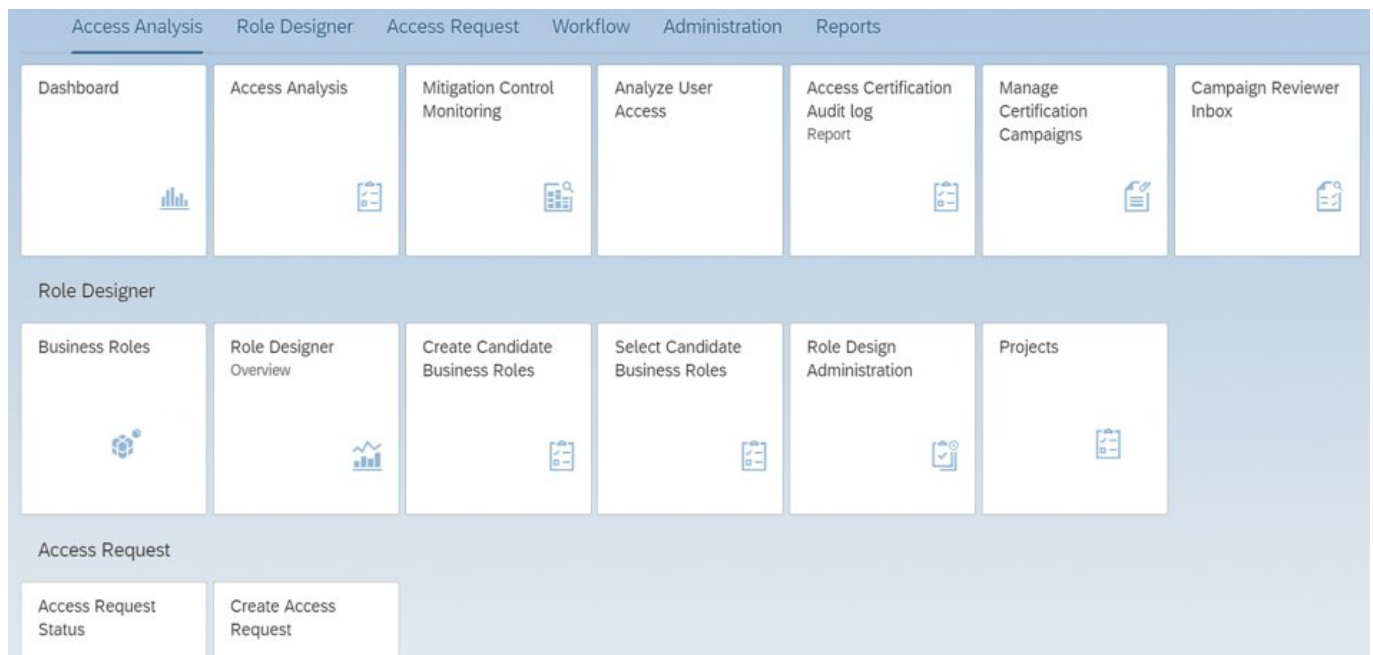 Access Analysis Role Designer Access Request Workflow Administration Reports
Dashboard
Access Analysis
Mitigation Control
Monitoring
Analyze User
Access
Access Certification
Audit log
Report
Manage
Certification
Campaigns
Campaign Reviewer
Inbox
Role Designer
Business Roles
Role Designer
Overview
Create Candidate
Business Roles
Select Candidate
Business Roles
Role Design
Administration
Projects
Access Request
Access Request
Status
Create Access
Request